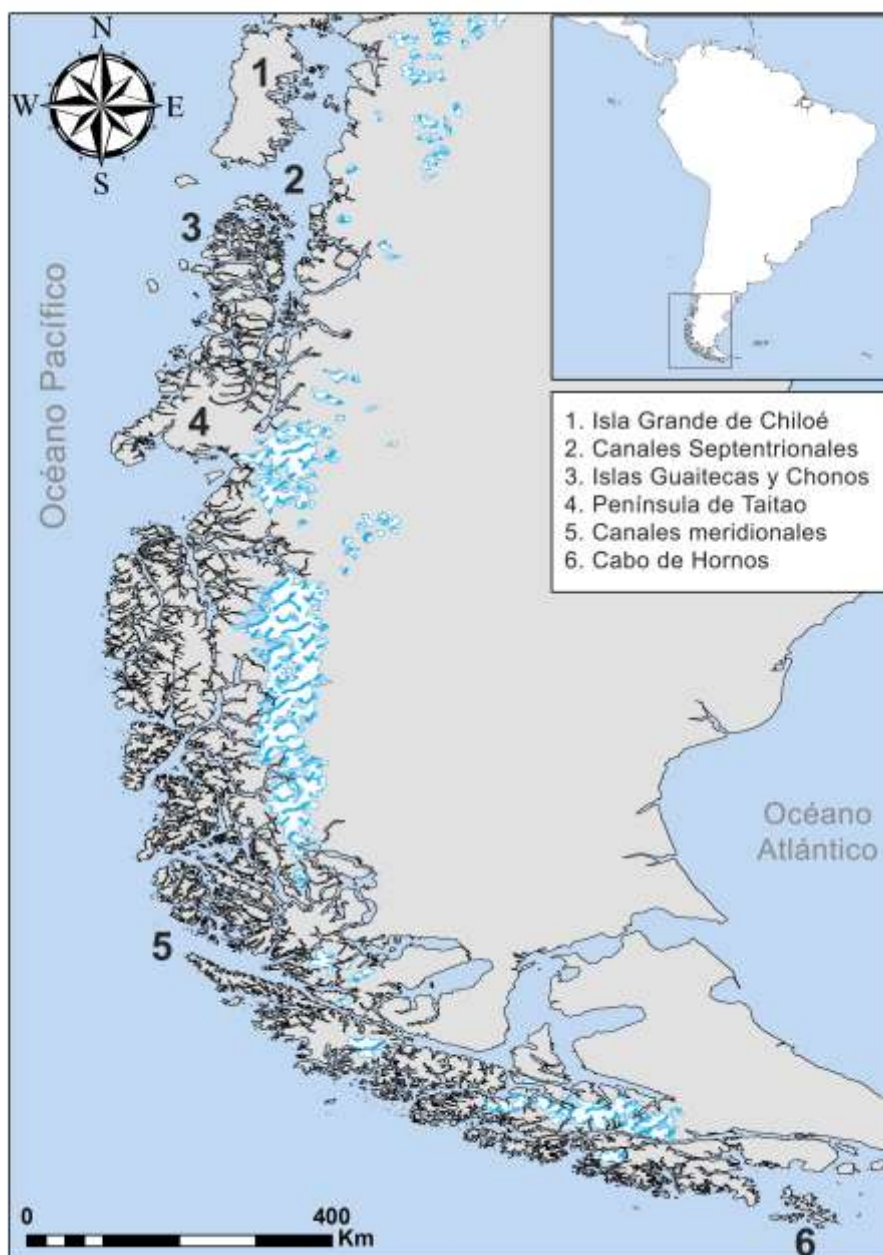 N
W E
S
1
2
3
4
5
6
Océano Pacífico
Océano
Atlántico
1. Isla Grande de Chiloé
2. Canales Septentrionales
3. Islas Guaitecas y Chonos
4. Península de Taitao
5. Canales meridionales
6. Cabo de Hornos
0 400
Km